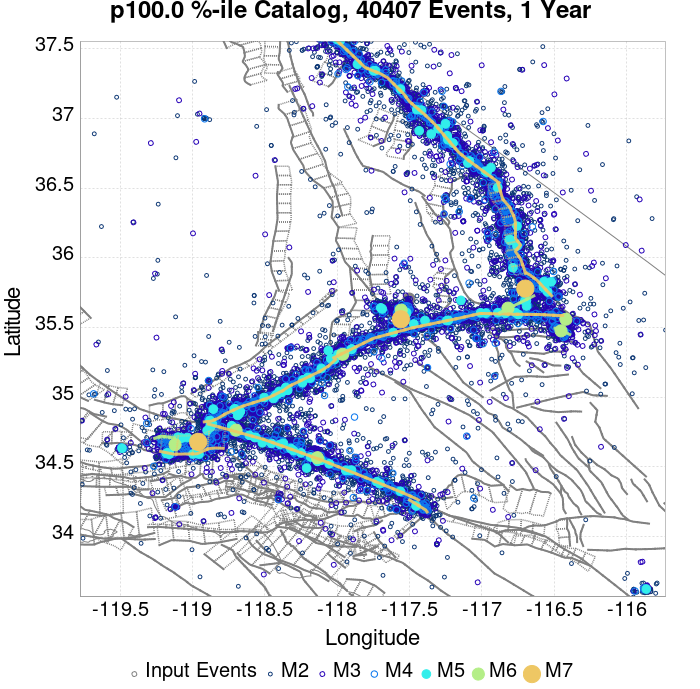 p100.0 %-ile Catalog, 40407 Events, 1 Year
37.5
37
36.5
36
35.5
35
34.5
34
Latitude
-119.5 -119 -118.5 -118 -117.5 -117 -116.5 -116
Longitude
Input Events M2 M3 M4 M5 M6 M7